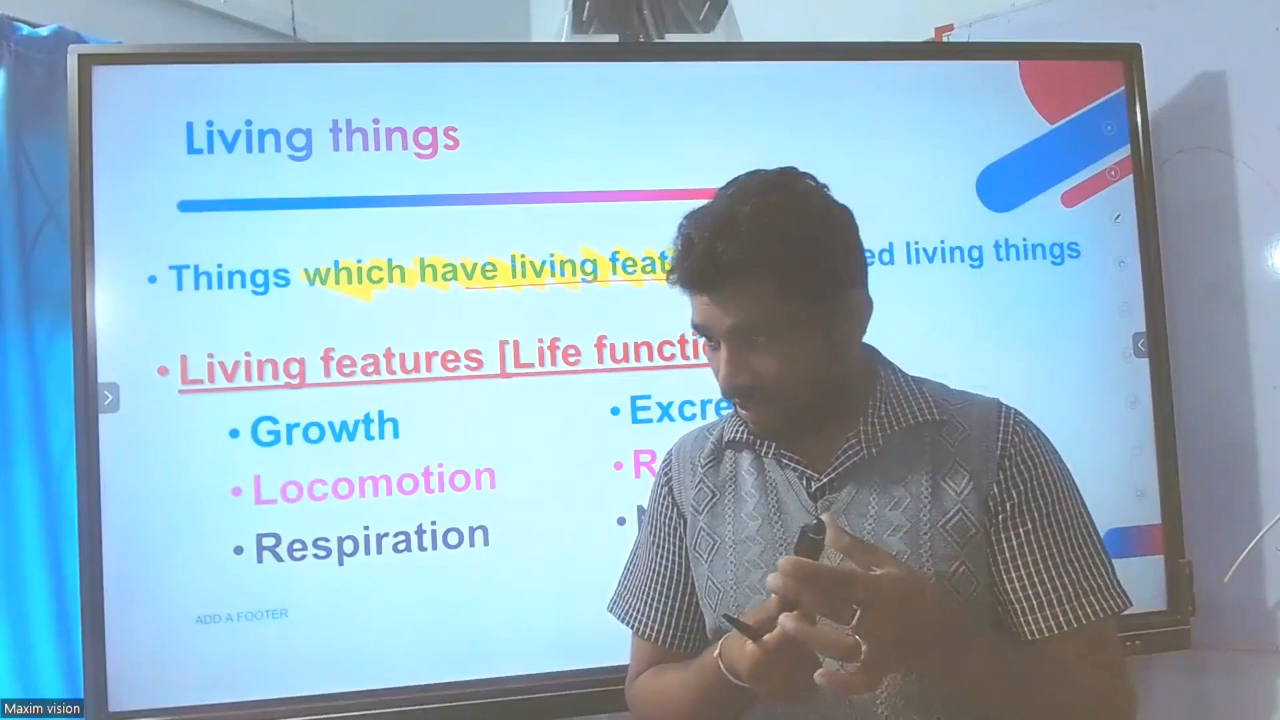 Living things
• Things which have living feat ed living things
• Living features [Life functi
• Growth
• Excre
• Locomotion
• R
• Respiration
•
ADD A FOOTER
Maxim vision